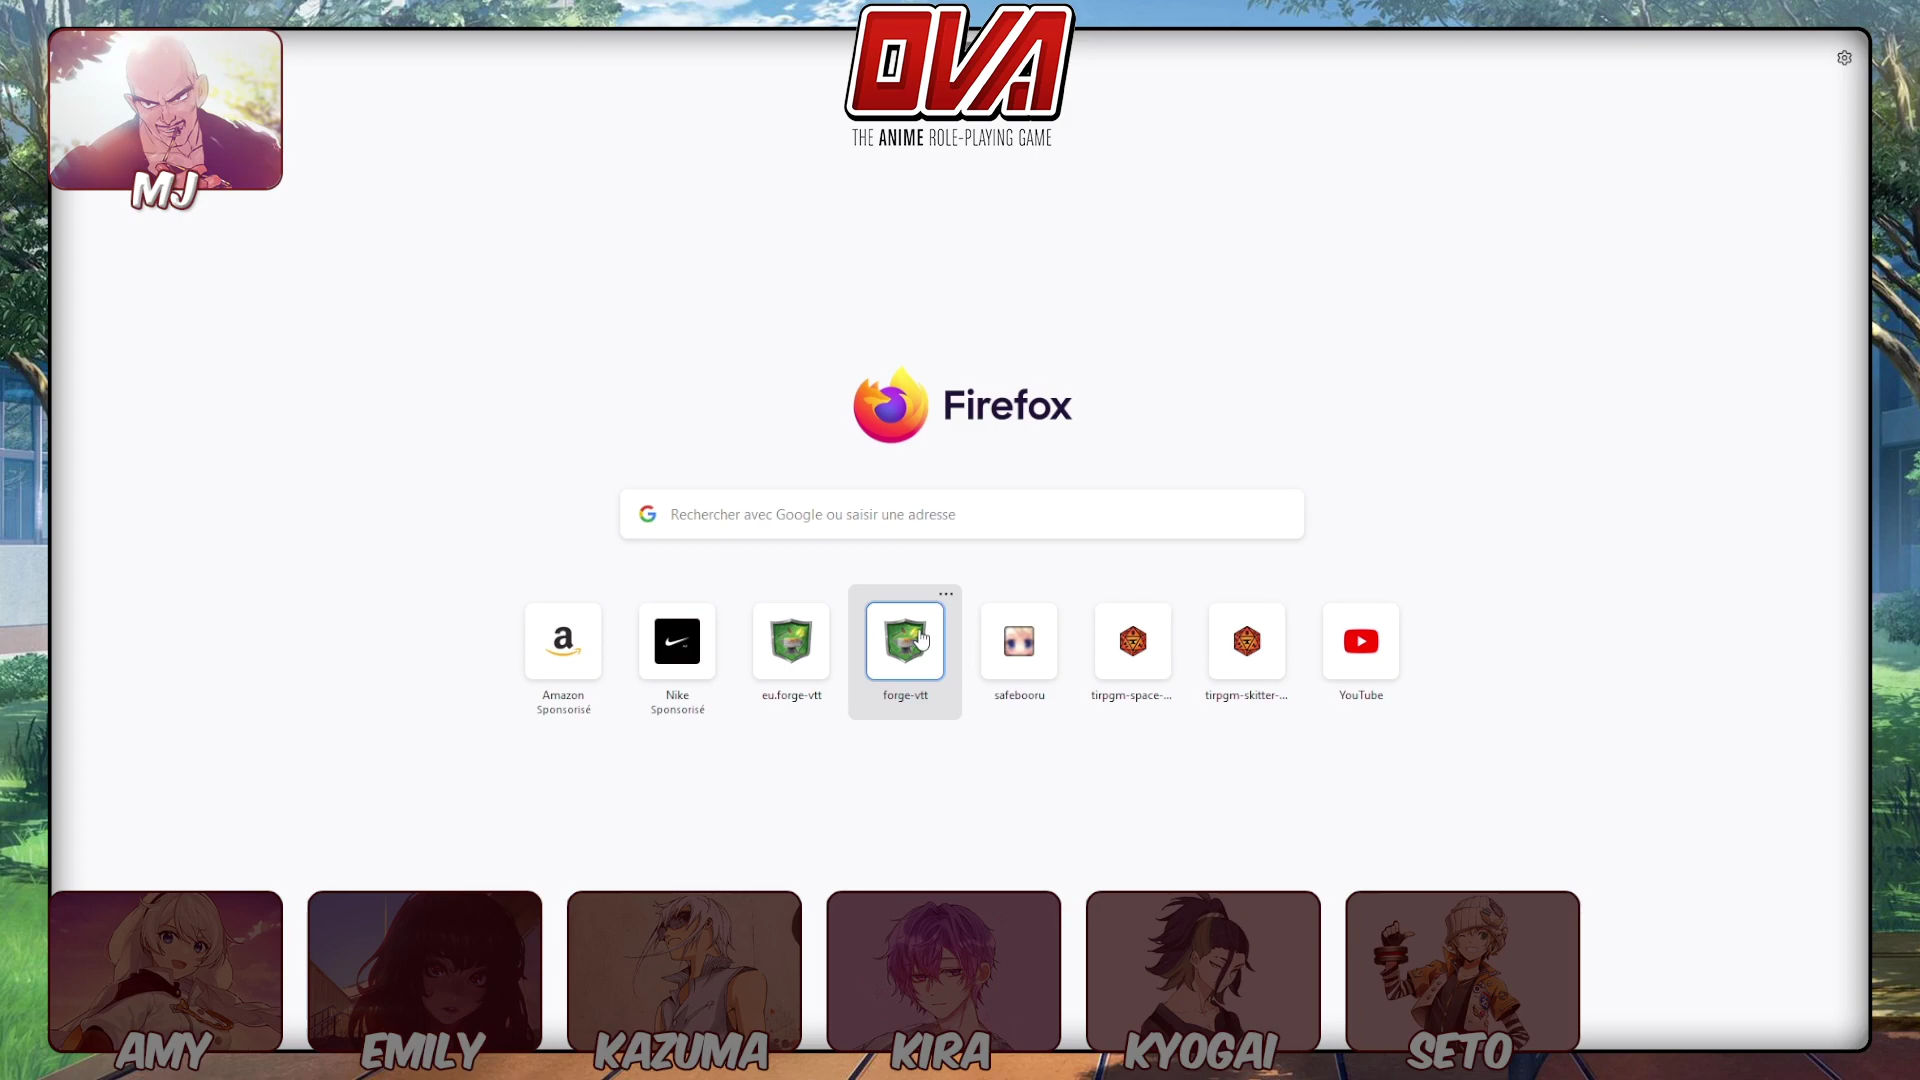 OVA
THE ANIME ROLE-PLAYING GAME
MJ
Firefox
Rechercher avec Google ou saisir une adresse
Amazon
Sponsorisé
Nike
Sponsorisé
eu.forge-vtt
forge-vtt
safebooru
tirpgm-space-...
tirpgm-skitter-...
YouTube
AMY
EMILY
KAZUMA
KIRA
KYOGAI
SETO